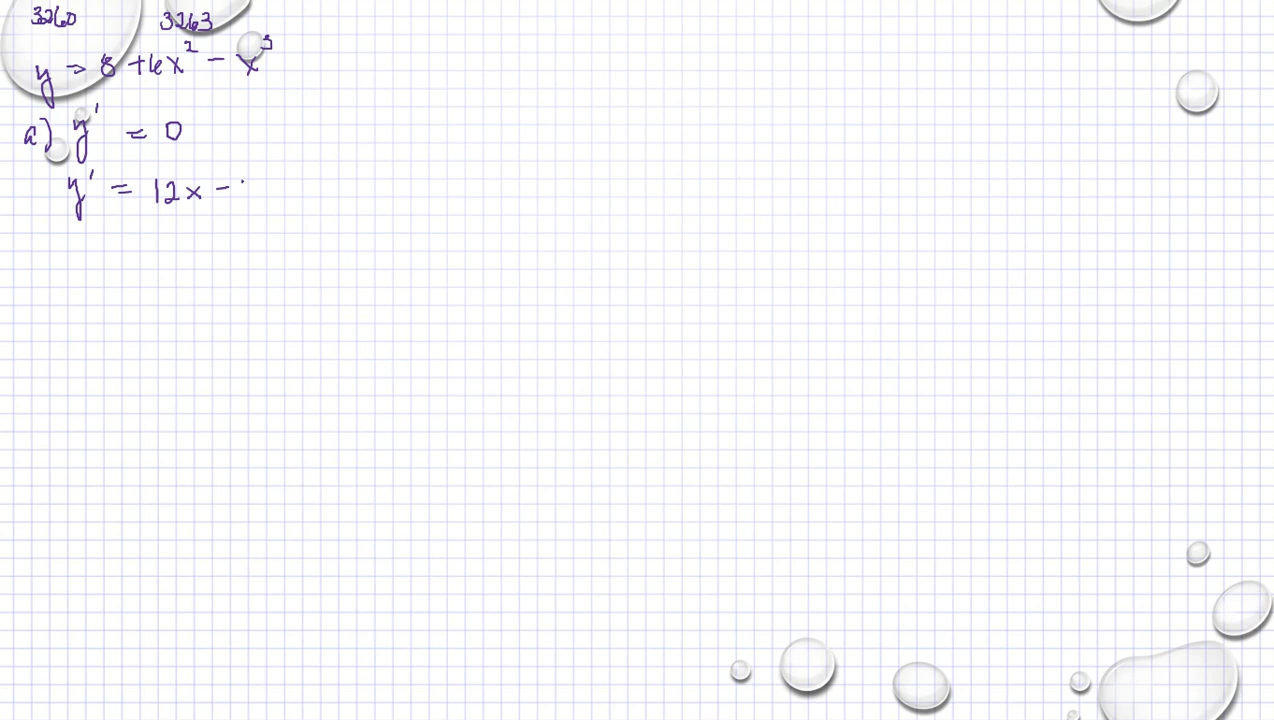 3260 3263
y = 8 + 6x² - x³
a) y' = 0
y' = 12x -